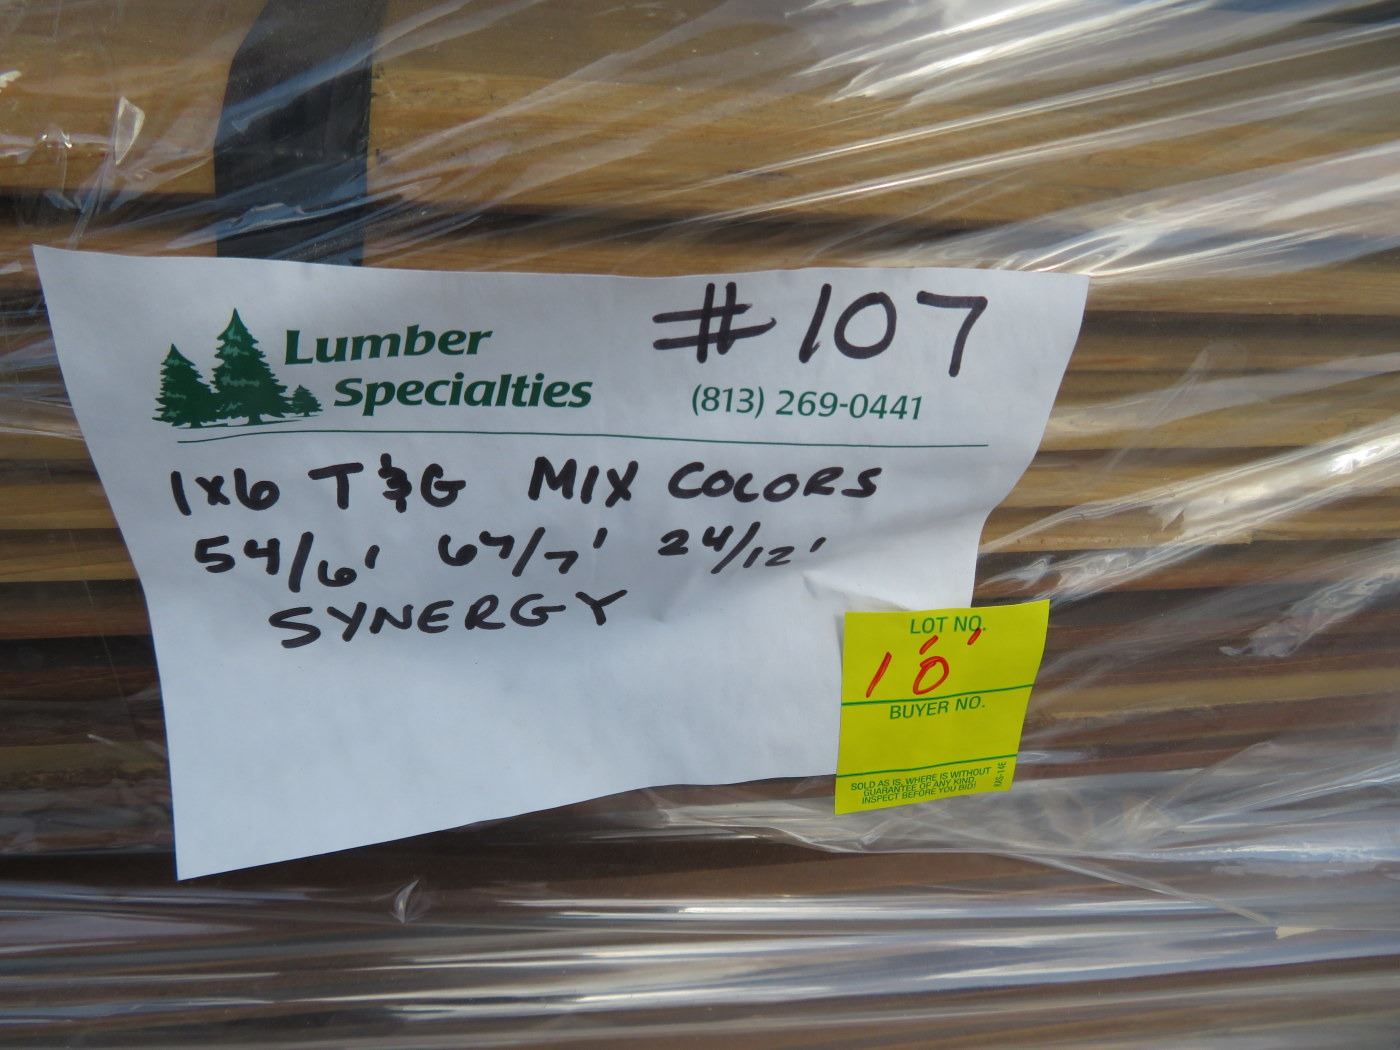 #107
Lumber
Specialties
(813) 269-0441
1x6 T&G MIX COLORS
54/6' 67/7' 24/12'
SYNERGY
LOT NO.
BUYER NO.
SOLD AS IS, WHERE IS WITHOUT
GUARANTEE OF ANY KIND.
INSPECT BEFORE YOU BID!